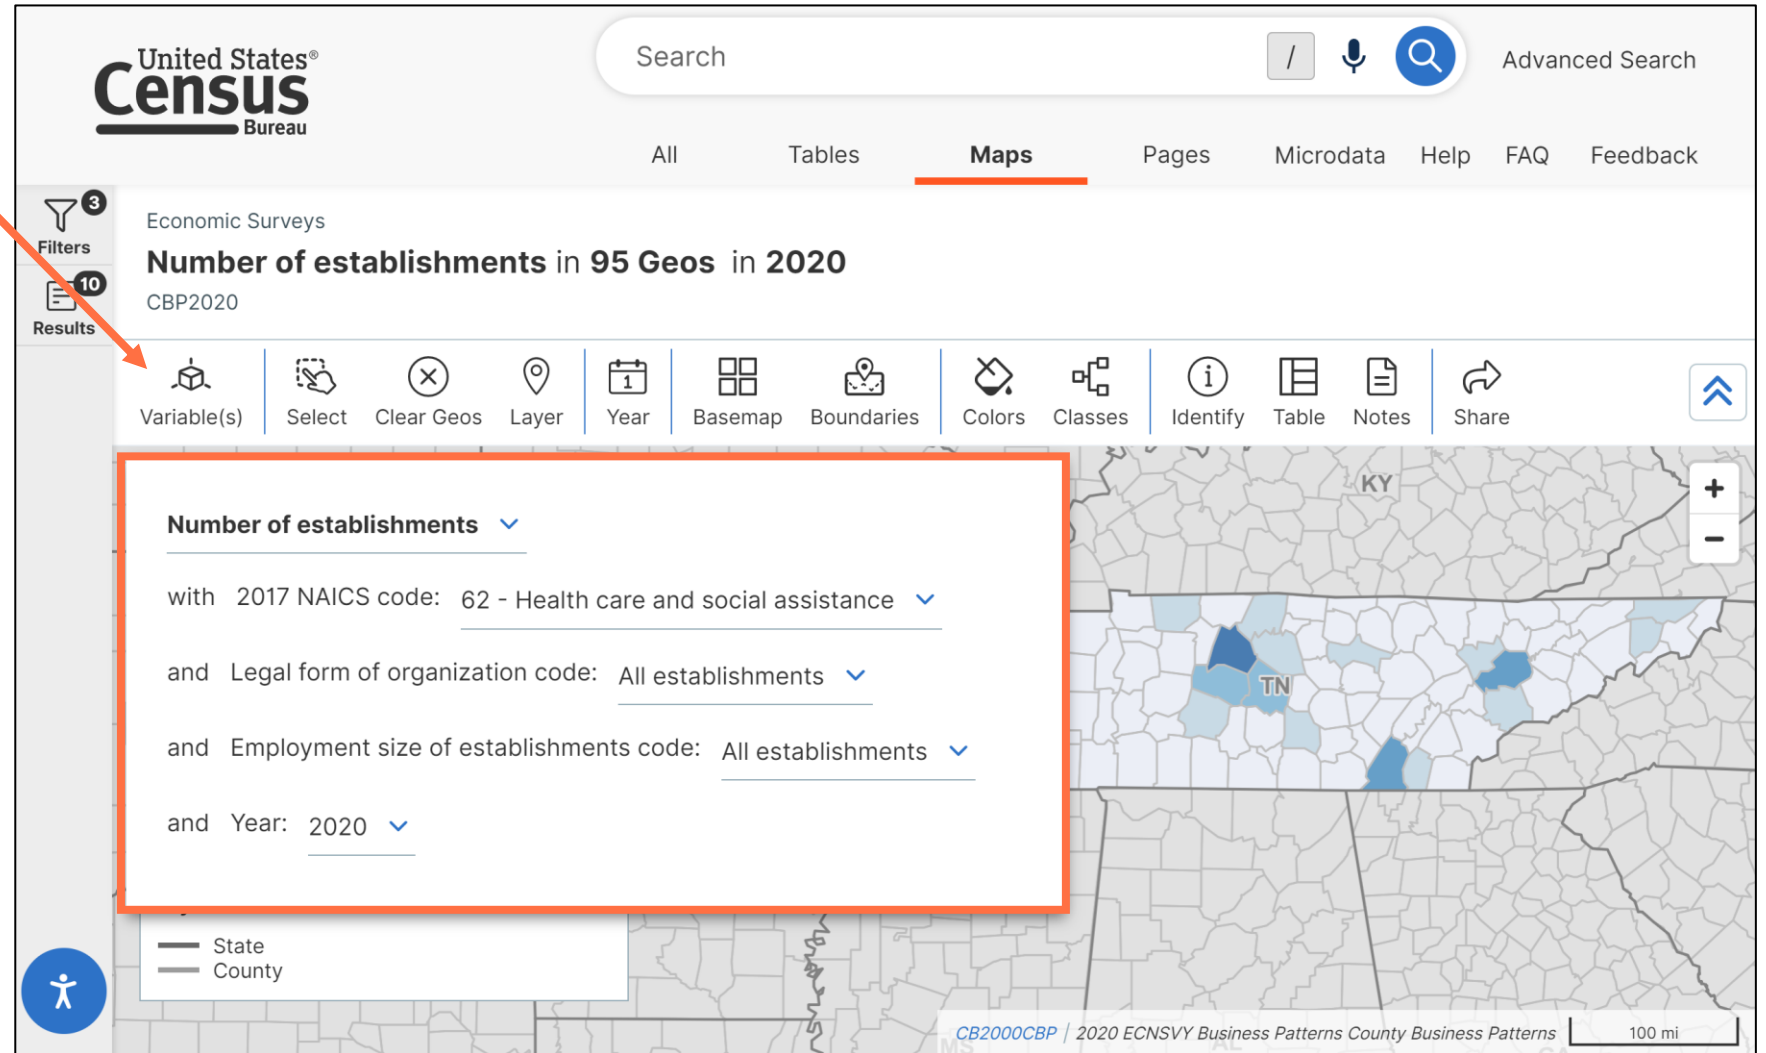 United States®
Census
Bureau
Search
/
Advanced Search
All Tables Maps Pages Microdata Help FAQ Feedback
3
Filters
10
Results
Economic Surveys
Number of establishments in 95 Geos in 2020
CBP2020
1
i
Variable(s) Select Clear Geos Layer Year Basemap Boundaries Colors Classes Identify Table Notes Share
KY
+
−
Number of establishments
with 2017 NAICS code: 62 - Health care and social assistance
and Legal form of organization code: All establishments
TN
and Employment size of establishments code: All establishments
and Year: 2020
State
County
CB2000CBP | 2020 ECNSVY Business Patterns County Business Patterns
100 mi
MS
AL